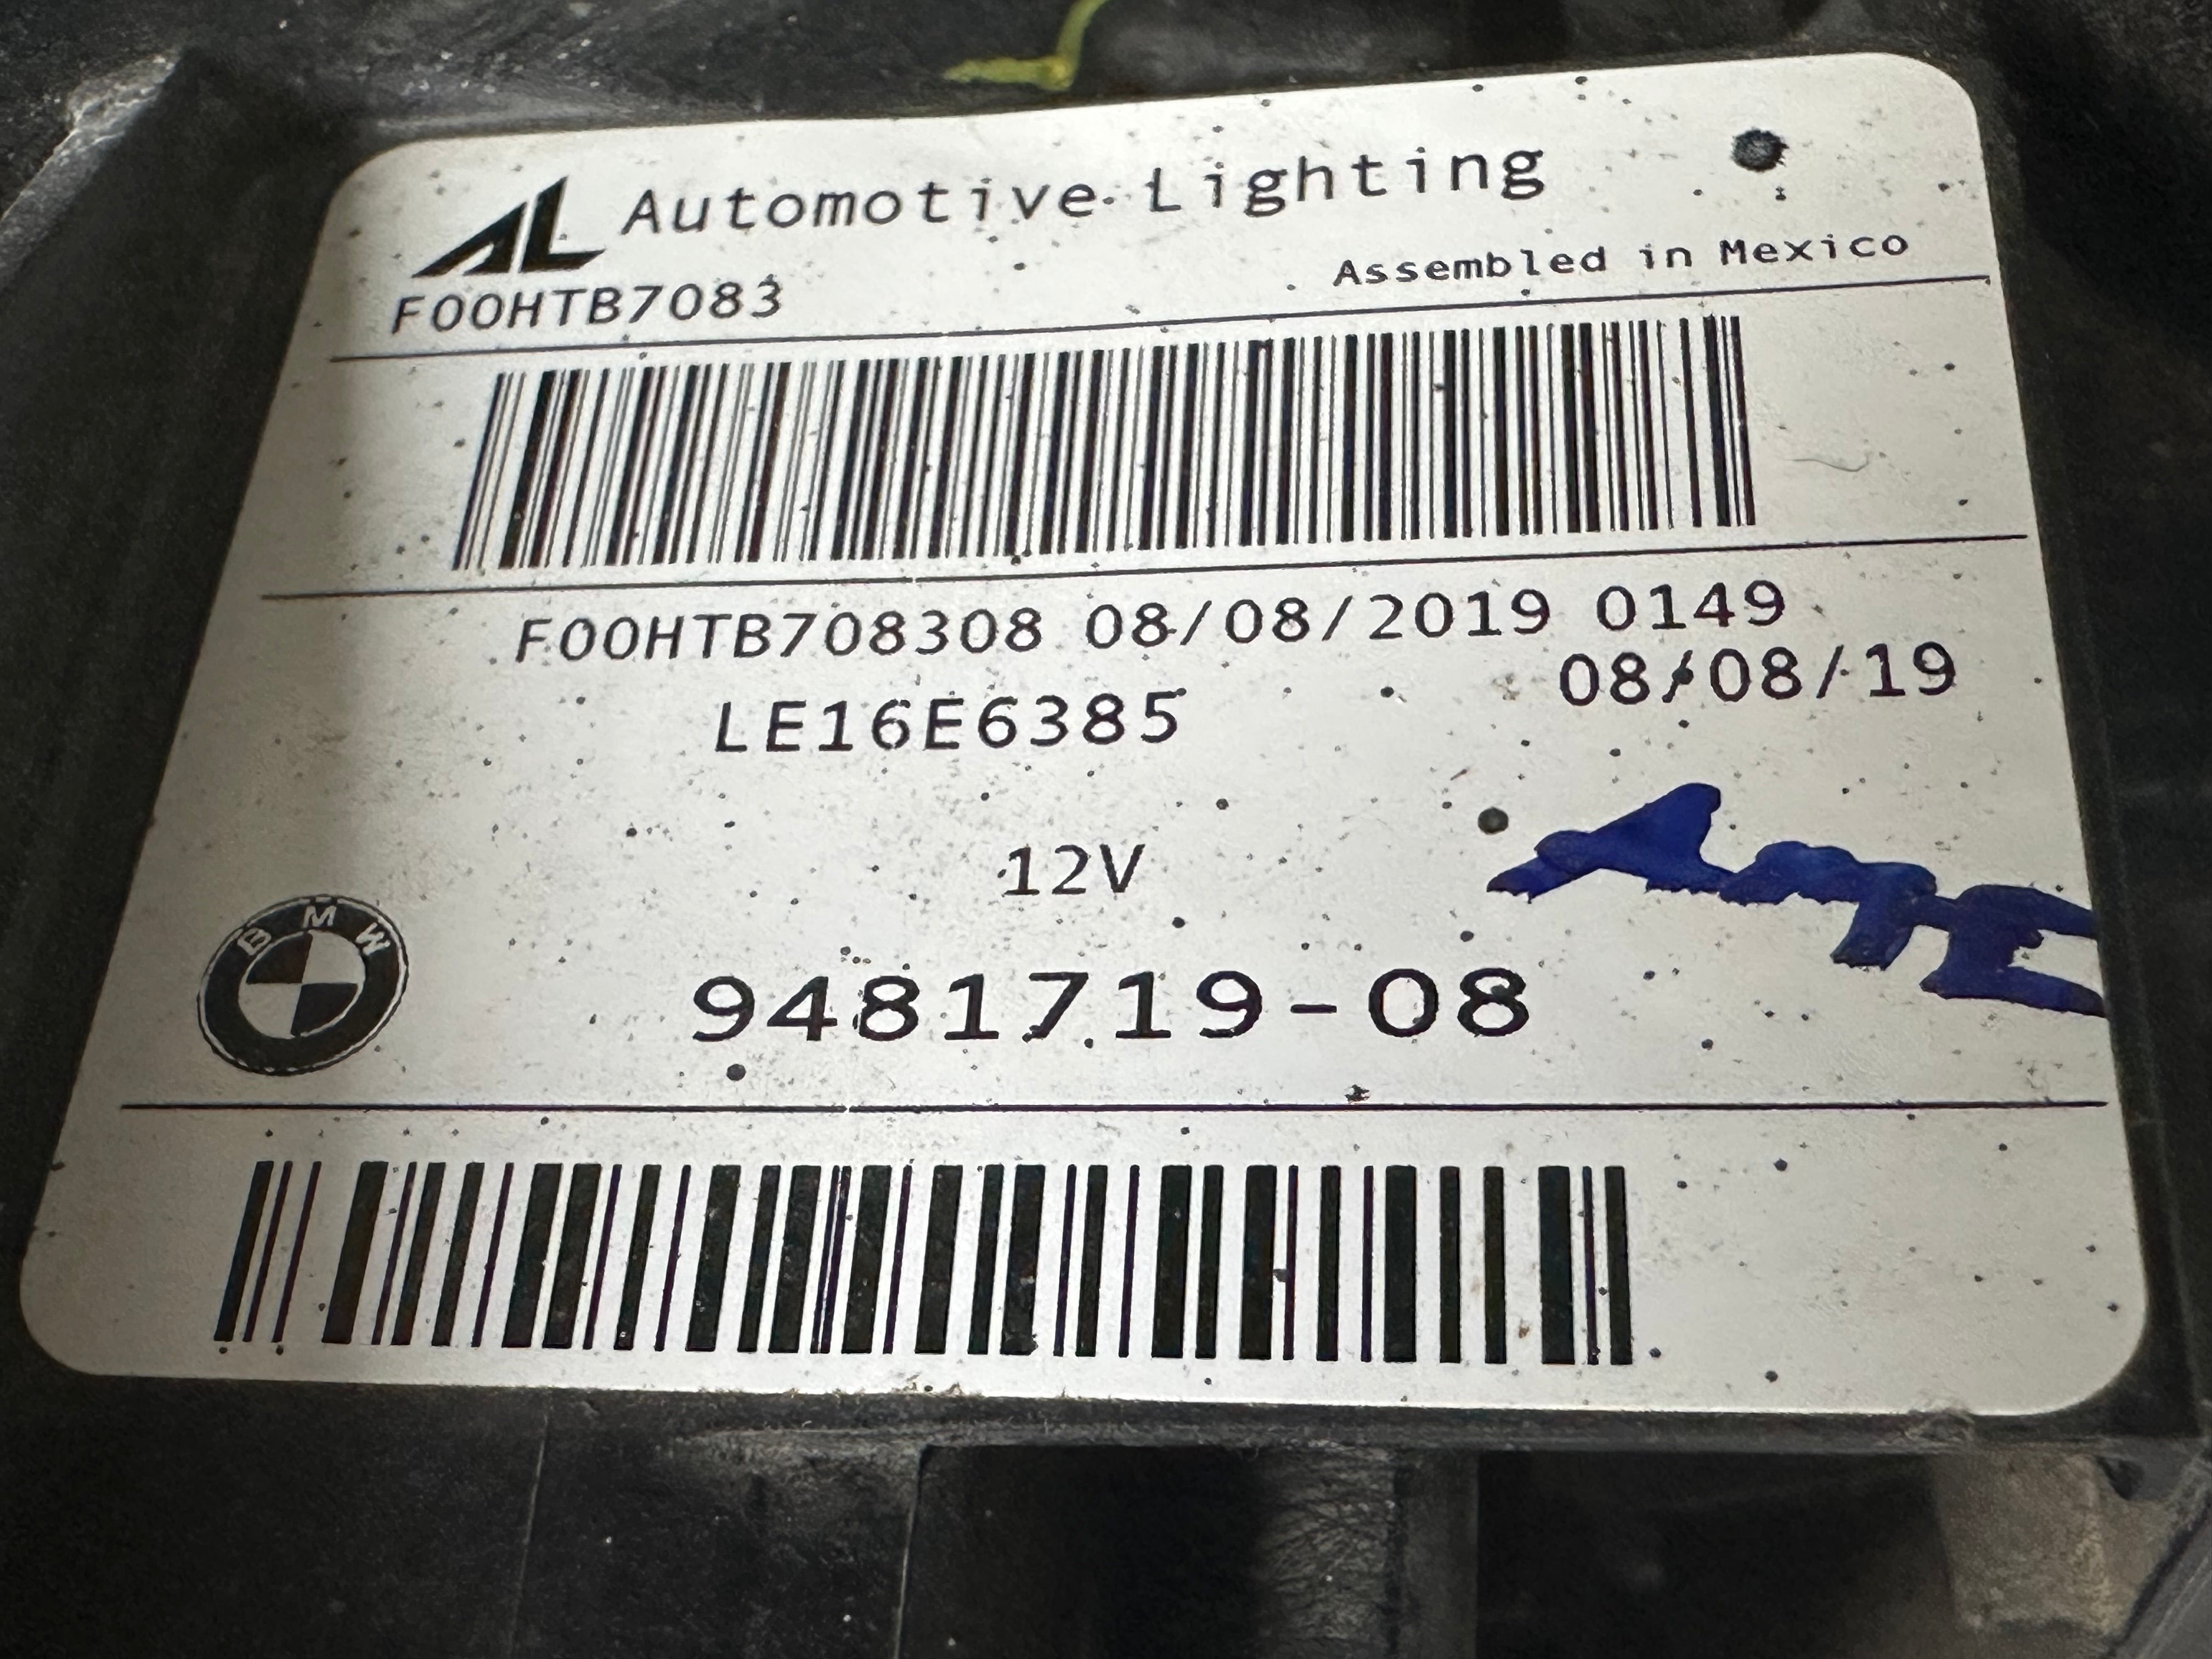 AL Automotive Lighting
Assembled in Mexico
F00HTB7083
F00HTB708308 08/08/2019 0149
08/08/19
LE16E6385
12V
BMW
9481719-08